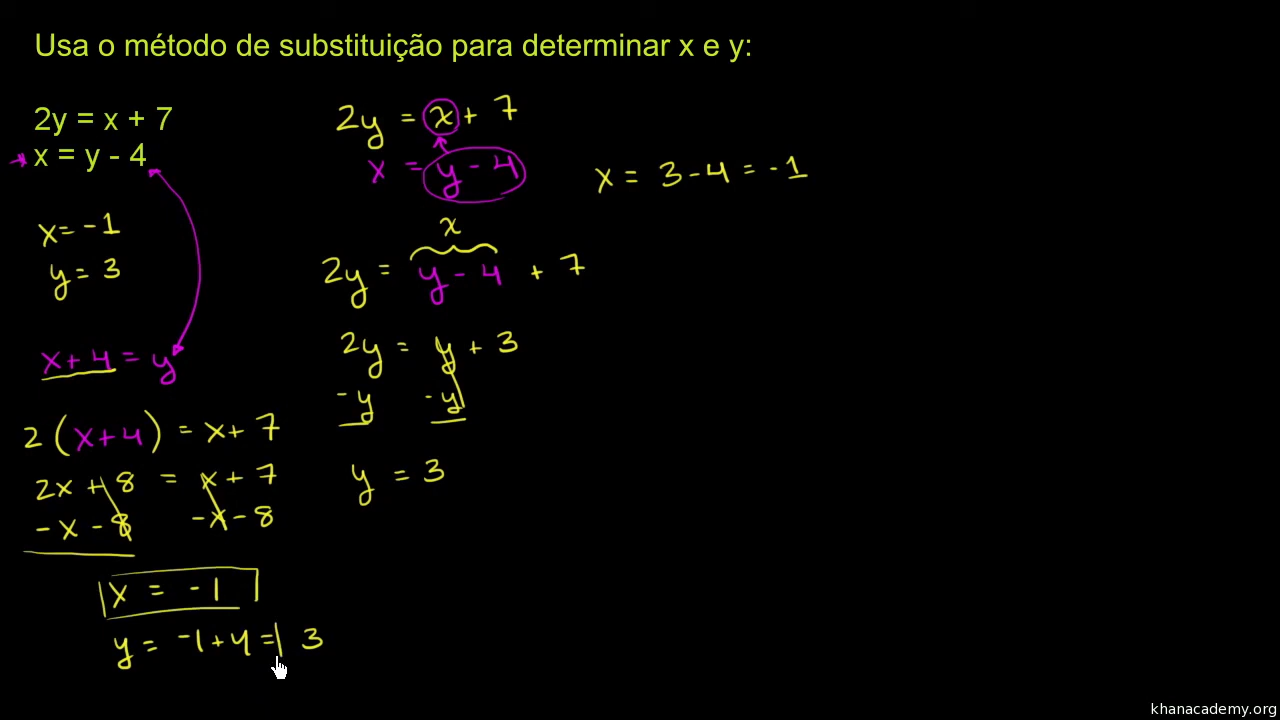 Usa o método de substituição para determinar x e y:
2y = x + 7
x = y - 4
x = -1
y = 3
x + 4 = y
2 (x + 4) = x + 7
2x + 8 = x + 7
- x - 8 - x - 8
x = -1
y = -1 + 4 = 3
2y = x + 7
x = y - 4
x
2y = y - 4 + 7
2y = y + 3
- y - y
y = 3
x = 3 - 4 = -1
khanacademy.org